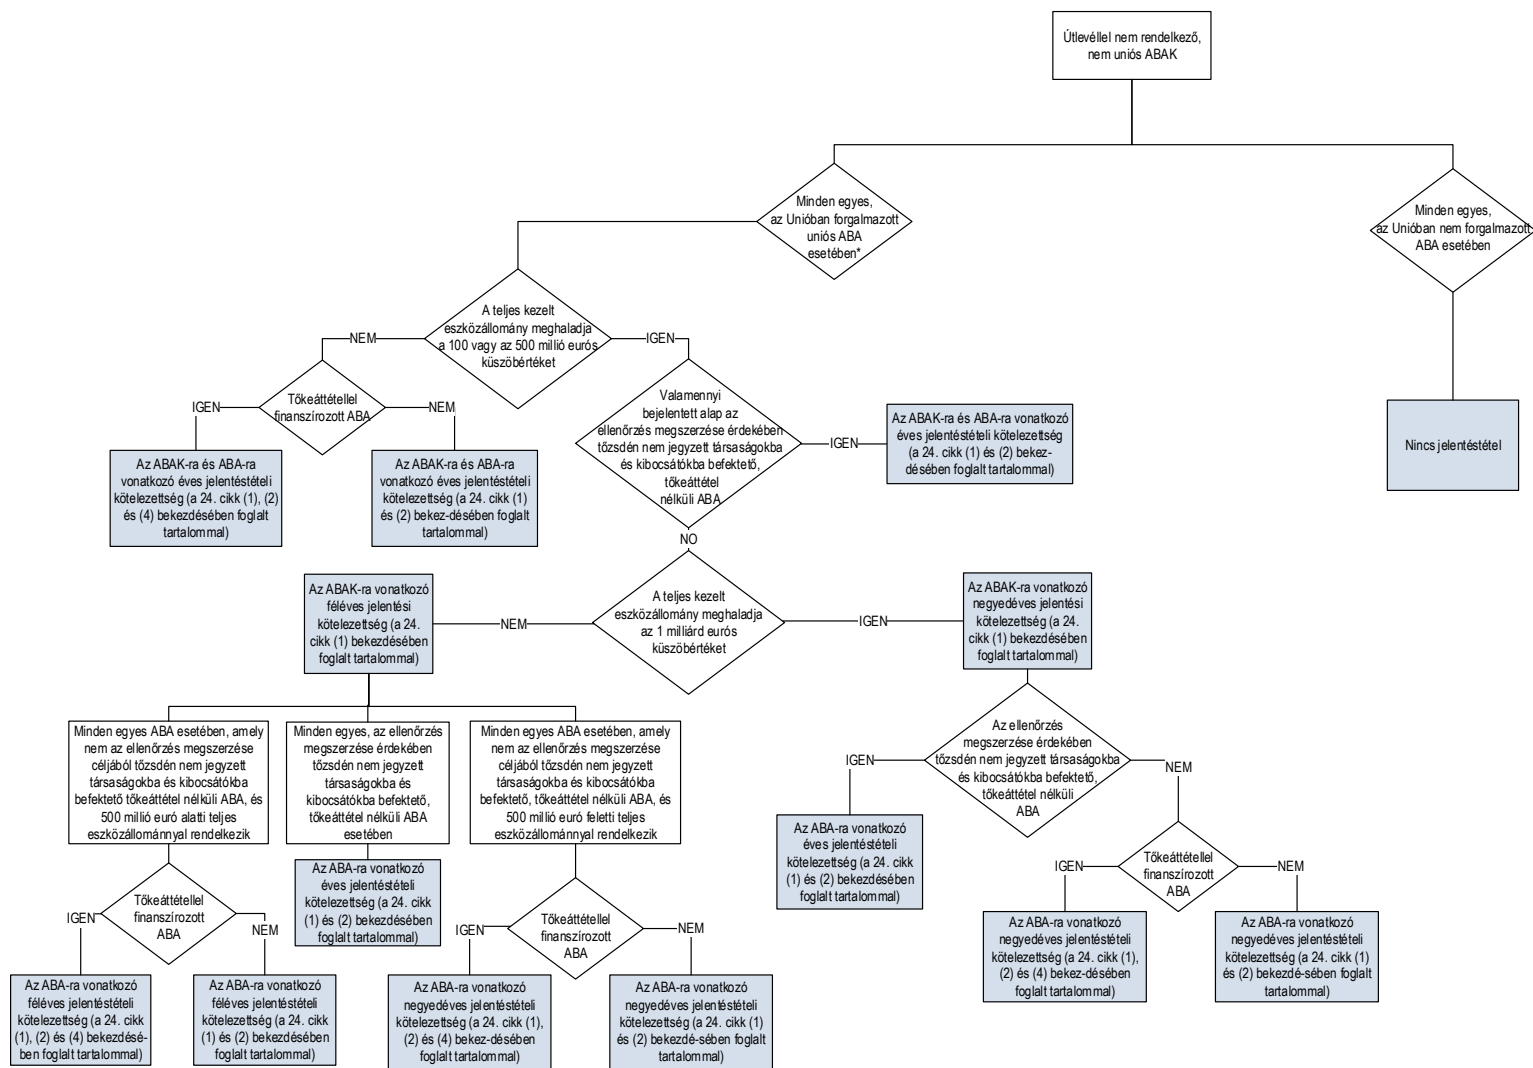 Útlevéllel nem rendelkező,
nem uniós ABAK
Minden egyes,
az Unióban forgalmazott
uniós ABA
esetében*
Minden egyes,
az Unióban nem forgalmazott
ABA esetében
A teljes kezelt
eszközállomány meghaladja
a 100 vagy az 500 millió eurós
küszöbértéket
NEM
IGEN
Tőkeáttétellel
finanszírozott ABA
IGEN
NEM
Valamennyi
bejelentett alap az
ellenőrzés megszerzése érdekében
tőzsdén nem jegyzett társaságokba
és kibocsátókba befektető,
tőkeáttétel
nélküli ABA
IGEN
Az ABAK-ra és ABA-ra vonatkozó
éves jelentéstételi kötelezettség
(a 24. cikk (1) és (2) bekez-
désében foglalt tartalommal)
Nincs jelentéstétel
Az ABAK-ra és ABA-ra
vonatkozó éves jelentéstételi
kötelezettség (a 24. cikk (1), (2)
és (4) bekezdésében foglalt
tartalommal)
Az ABAK-ra és ABA-ra
vonatkozó éves jelentéstételi
kötelezettség (a 24. cikk (1)
és (2) bekez-désében foglalt
tartalommal)
NO
Az ABAK-ra vonatkozó
féléves jelentési
kötelezettség (a 24.
cikk (1) bekezdésében
foglalt tartalommal)
NEM
A teljes kezelt
eszközállomány meghaladja
az 1 milliárd eurós
küszöbértéket
IGEN
Az ABAK-ra vonatkozó
negyedéves jelentési
kötelezettség (a 24.
cikk (1) bekezdésében
foglalt tartalommal)
Minden egyes ABA esetében, amely
nem az ellenőrzés megszerzése
céljából tőzsdén nem jegyzett
társaságokba és kibocsátókba
befektető tőkeáttétel nélküli ABA, és
500 millió euró alatti teljes
eszközállománnyal rendelkezik
Minden egyes, az ellenőrzés
megszerzése érdekében
tőzsdén nem jegyzett
társaságokba és
kibocsátókba befektető,
tőkeáttétel nélküli ABA
esetében
Minden egyes ABA esetében, amely
nem az ellenőrzés megszerzése
céljából tőzsdén nem jegyzett
társaságokba és kibocsátókba
befektető, tőkeáttétel nélküli ABA, és
500 millió euró feletti teljes
eszközállománnyal rendelkezik
Az ellenőrzés
megszerzése érdekében
tőzsdén nem jegyzett társaságokba
és kibocsátókba befektető,
tőkeáttétel nélküli
ABA
IGEN
NEM
Az ABA-ra vonatkozó
éves jelentéstételi
kötelezettség (a 24. cikk
(1) és (2) bekezdésében
foglalt tartalommal)
Az ABA-ra vonatkozó
éves jelentéstételi
kötelezettség (a 24. cikk
(1) és (2) bekezdésében
foglalt tartalommal)
IGEN
Tőkeáttétellel
finanszírozott
ABA
NEM
IGEN
Tőkeáttétellel
finanszírozott
ABA
NEM
IGEN
Tőkeáttétellel
finanszírozott
ABA
NEM
Az ABA-ra vonatkozó
negyedéves jelentéstételi
kötelezettség (a 24. cikk (1),
(2) és (4) bekez-désében
foglalt tartalommal)
Az ABA-ra vonatkozó
negyedéves jelentéstételi
kötelezettség (a 24. cikk (1)
és (2) bekezdé-sében foglalt
tartalommal)
Az ABA-ra vonatkozó
féléves jelentéstételi
kötelezettség (a 24. cikk
(1), (2) és (4) bekezdésé-
ben foglalt tartalommal)
Az ABA-ra vonatkozó
féléves jelentéstételi
kötelezettség (a 24. cikk
(1) és (2) bekezdésében
foglalt tartalommal)
Az ABA-ra vonatkozó
negyedéves jelentéstételi
kötelezettség (a 24. cikk (1),
(2) és (4) bekez-désében
foglalt tartalommal)
Az ABA-ra vonatkozó
negyedéves jelentéstételi
kötelezettség (a 24. cikk (1)
és (2) bekezdé-sében foglalt
tartalommal)